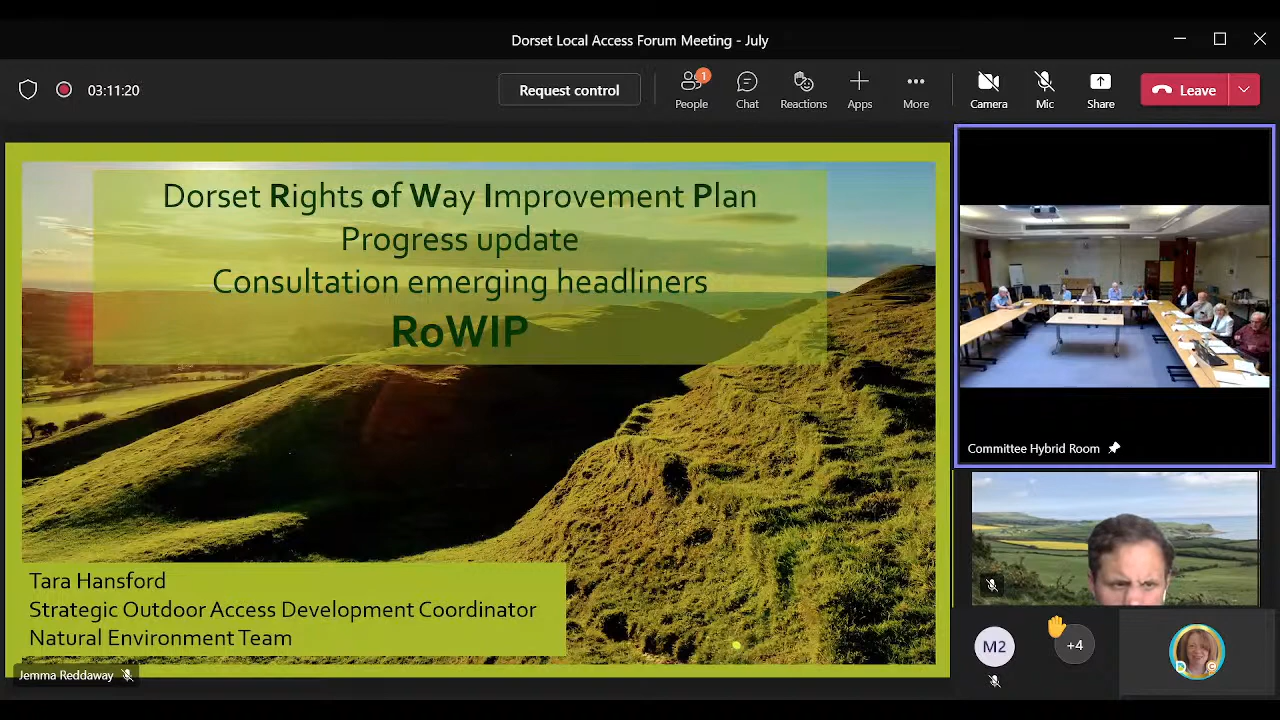 Dorset Local Access Forum Meeting - July
03:11:20
Request control
1
People
Chat
Reactions
Apps
More
Camera
Mic
Share
Leave
Dorset Rights of Way Improvement Plan
Progress update
Consultation emerging headliners
RoWIP
Tara Hansford
Strategic Outdoor Access Development Coordinator
Natural Environment Team
Jemma Reddaway
Committee Hybrid Room
M2
+4
D C